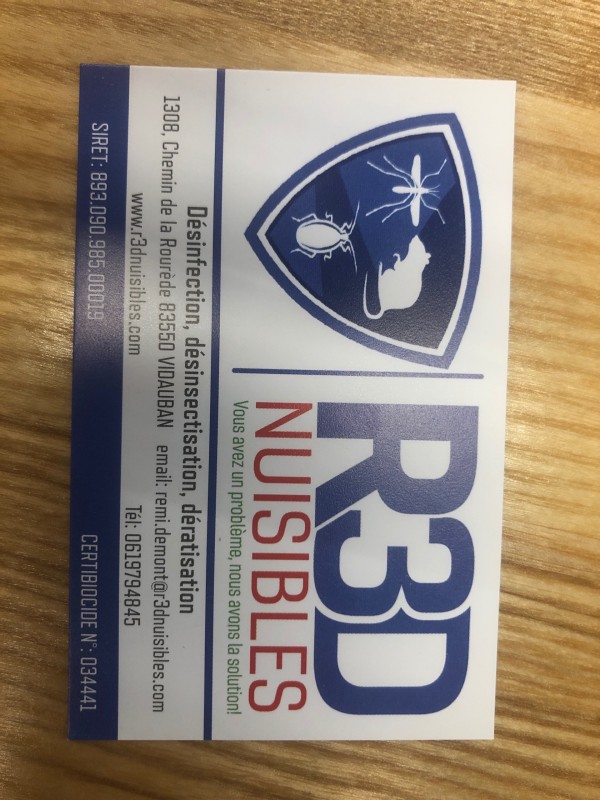 R3D
NUISIBLES
Vous avez un problème, nous avons la solution!
Désinfection, désinsectisation, dératisation
1308, Chemin de la Rourède 83550 VIDAUBAN email: remi.demont@r3dnuisibles.com
www.r3dnuisibles.com Tél: 0619794845
SIRET: 893.090.985.00019 CERTIBIOCIDE N°: 034441